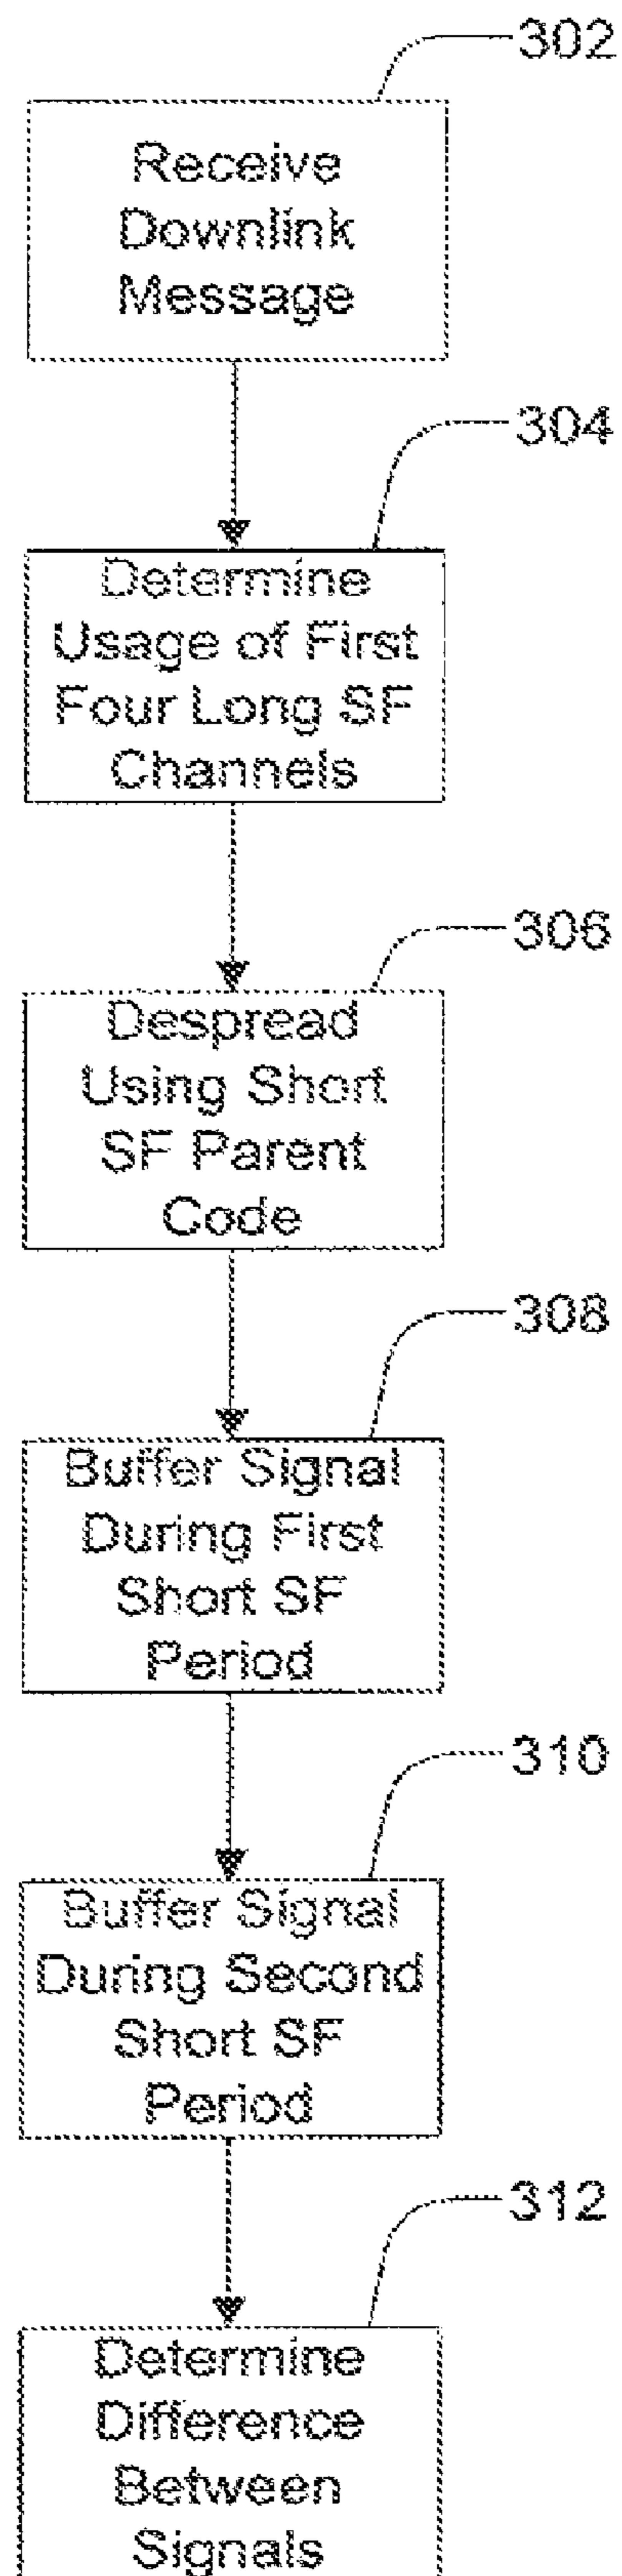 302
Receive
Downlink
Message
304
Determine
Usage of First
Four Long SF
Channels
306
Despread
Using Short
SF Parent
Code
308
Buffer Signal
During First
Short SF
Period
310
Buffer Signal
During Second
Short SF
Period
312
Determine
Difference
Between
Signals